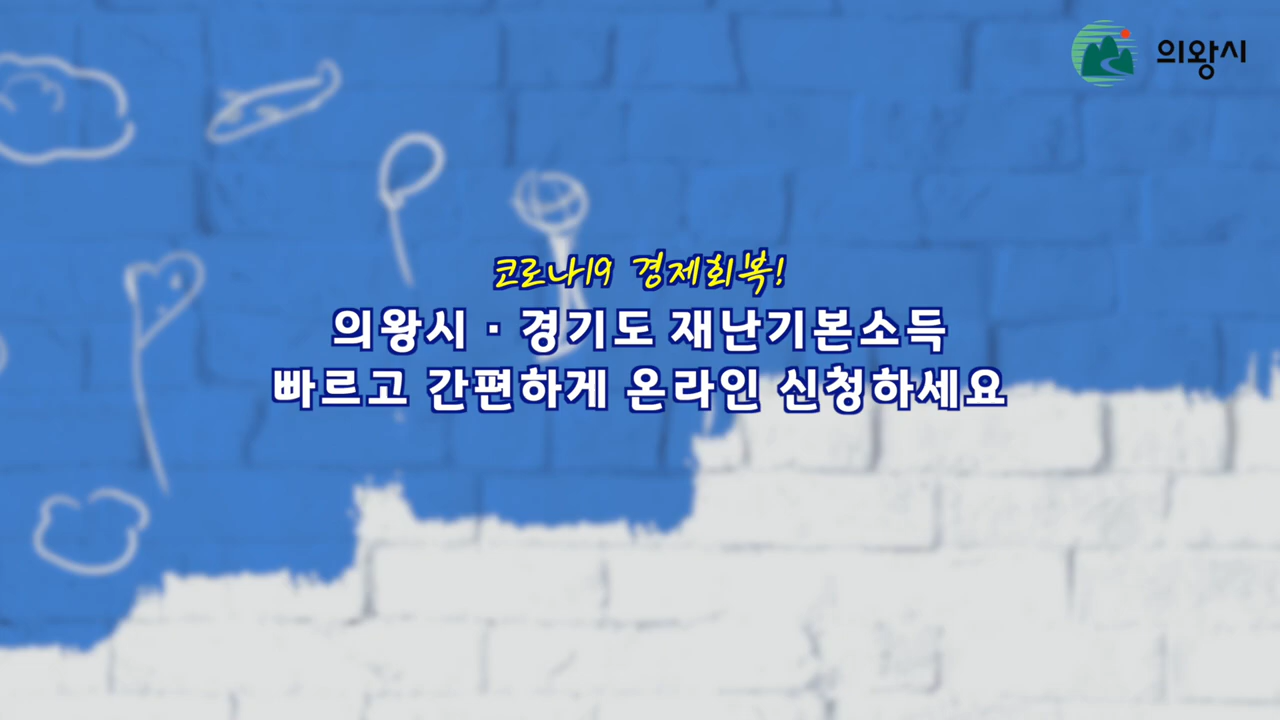 의왕시
코로나19 경제회복!
의왕시·경기도 재난기본소득
빠르고 간편하게 온라인 신청하세요